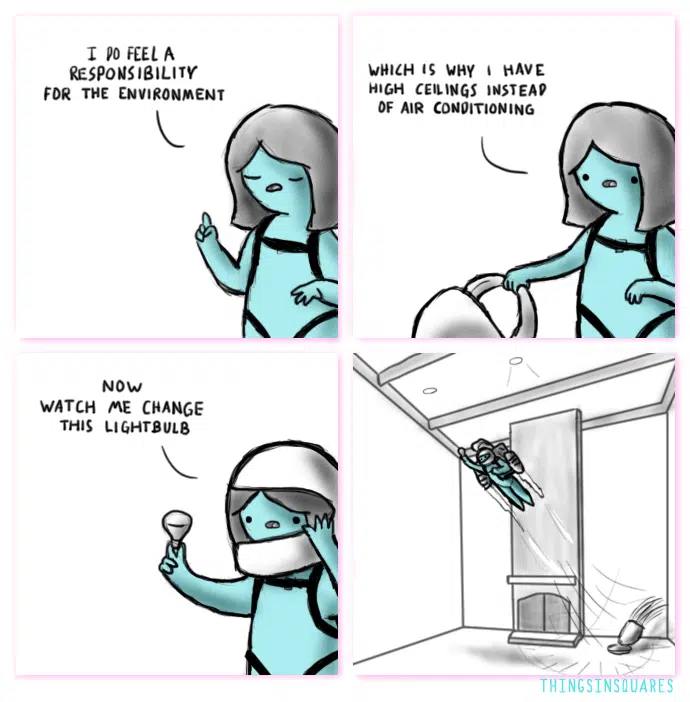 I DO FEEL A
RESPONSIBILITY
FOR THE ENVIRONMENT
WHICH IS WHY I HAVE
HIGH CEILINGS INSTEAD
OF AIR CONDITIONING
NOW
WATCH ME CHANGE
THIS LIGHTBULB
THINGSINSQUARES